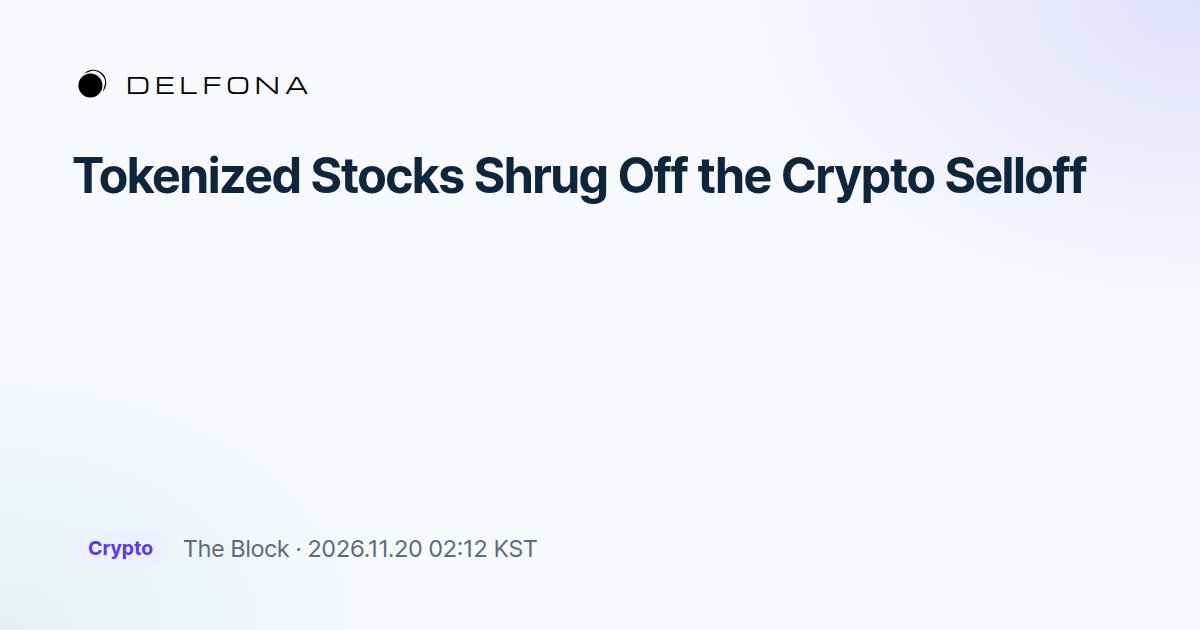 DELFONA
Tokenized Stocks Shrug Off the Crypto Selloff
Crypto The Block · 2026.11.20 02:12 KST